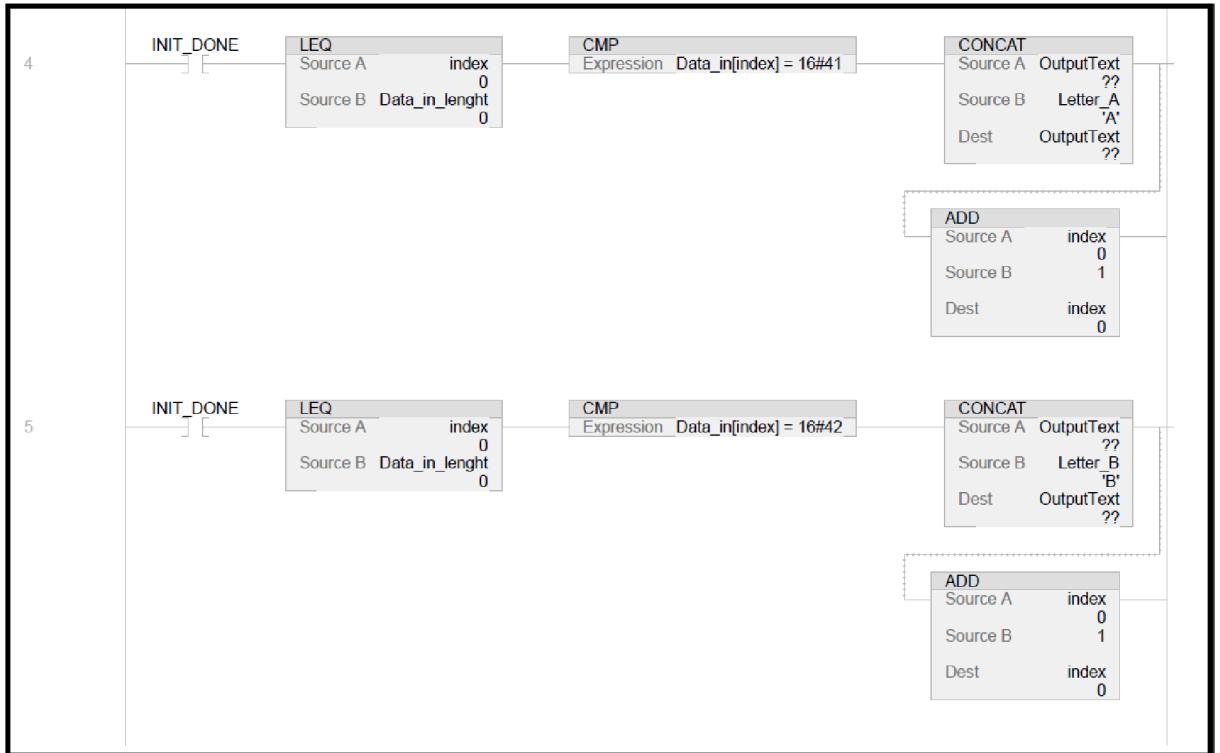 4
INIT_DONE
LEQ
Source A index
0
Source B Data_in_lenght
0
CMP
Expression Data_in[index] = 16#41
CONCAT
Source A OutputText
??
Source B Letter_A
'A'
Dest OutputText
??
ADD
Source A index
0
Source B 1
Dest index
0
5
INIT_DONE
LEQ
Source A index
0
Source B Data_in_lenght
0
CMP
Expression Data_in[index] = 16#42
CONCAT
Source A OutputText
??
Source B Letter_B
'B'
Dest OutputText
??
ADD
Source A index
0
Source B 1
Dest index
0